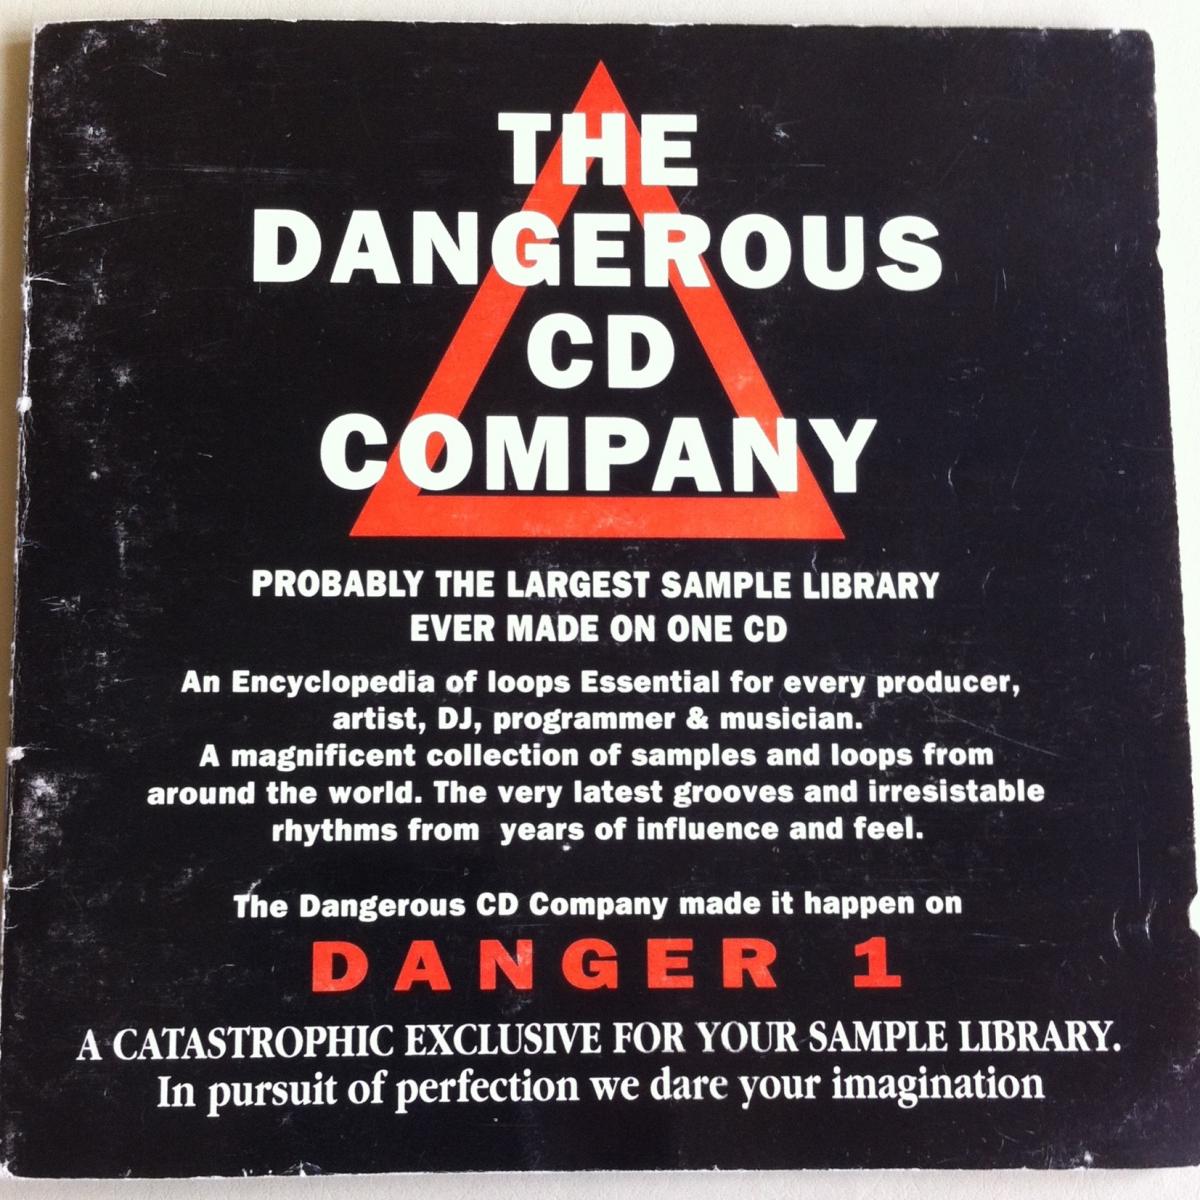 THE
DANGEROUS
CD
COMPANY
PROBABLY THE LARGEST SAMPLE LIBRARY
EVER MADE ON ONE CD
An Encyclopedia of loops Essential for every producer,
artist, DJ, programmer & musician.
A magnificent collection of samples and loops from
around the world. The very latest grooves and irresistable
rhythms from years of influence and feel.
The Dangerous CD Company made it happen on
DANGER 1
A CATASTROPHIC EXCLUSIVE FOR YOUR SAMPLE LIBRARY.
In pursuit of perfection we dare your imagination